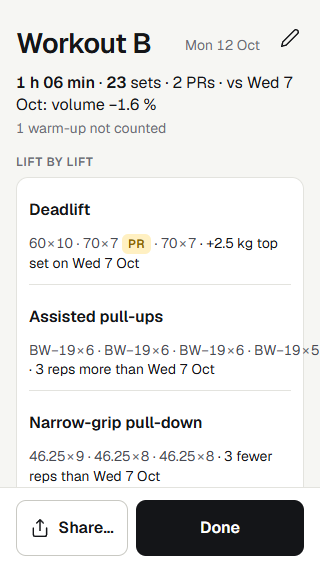 Workout B
Mon 12 Oct
1 h 06 min · 23 sets · 2 PRs · vs Wed 7
Oct: volume −1.6 %
1 warm-up not counted
LIFT BY LIFT
Deadlift
60×10 · 70×7 PR · 70×7 · +2.5 kg top
set on Wed 7 Oct
Assisted pull-ups
BW−19×6 · BW−19×6 · BW−19×6 · BW−19×5
· 3 reps more than Wed 7 Oct
Narrow-grip pull-down
46.25×9 · 46.25×8 · 46.25×8 · 3 fewer
reps than Wed 7 Oct
Share…
Done